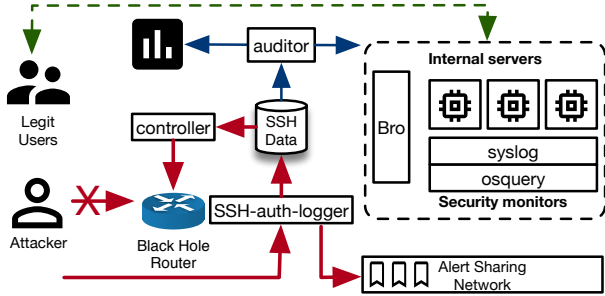 auditor
Internal servers
Legit
Users
controller
SSH
Data
Bro
syslog
osquery
Security monitors
SSH-auth-logger
Attacker
Black Hole
Router
Alert Sharing
Network